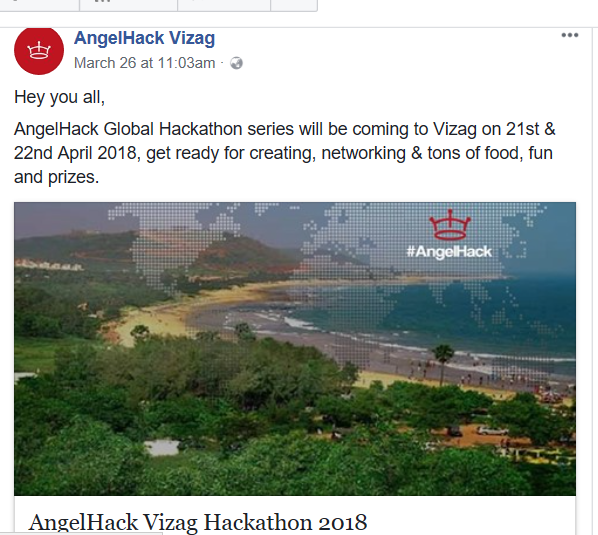 AngelHack Vizag
March 26 at 11:03am ·
Hey you all,
AngelHack Global Hackathon series will be coming to Vizag on 21st &
22nd April 2018, get ready for creating, networking & tons of food, fun
and prizes.
#AngelHack
AngelHack Vizag Hackathon 2018